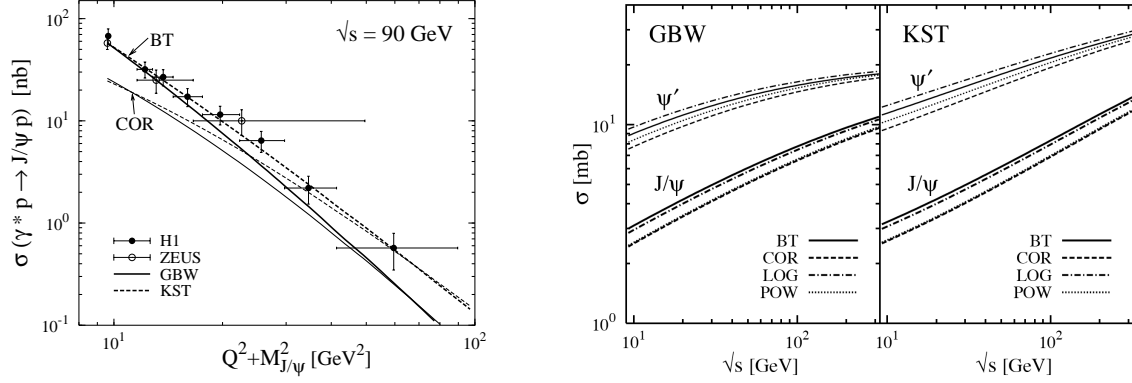 σ (γ* p → J/ψ p) [nb]
10²
10¹
10⁰
10⁻¹
BT
√s = 90 GeV
COR
H1
ZEUS
GBW
KST
10¹
10²
Q²+M²J/ψ [GeV²]
σ [mb]
10¹
10⁰
GBW
ψ′
J/ψ
BT
COR
LOG
POW
10¹
10²
√s [GeV]
KST
ψ′
J/ψ
BT
COR
LOG
POW
10¹
10²
√s [GeV]